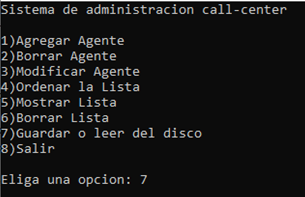 Sistema de administracion call-center
1)Agregar Agente
2)Borrar Agente
3)Modificar Agente
4)Ordenar la Lista
5)Mostrar Lista
6)Borrar Lista
7)Guardar o leer del disco
8)Salir
Eliga una opcion: 7